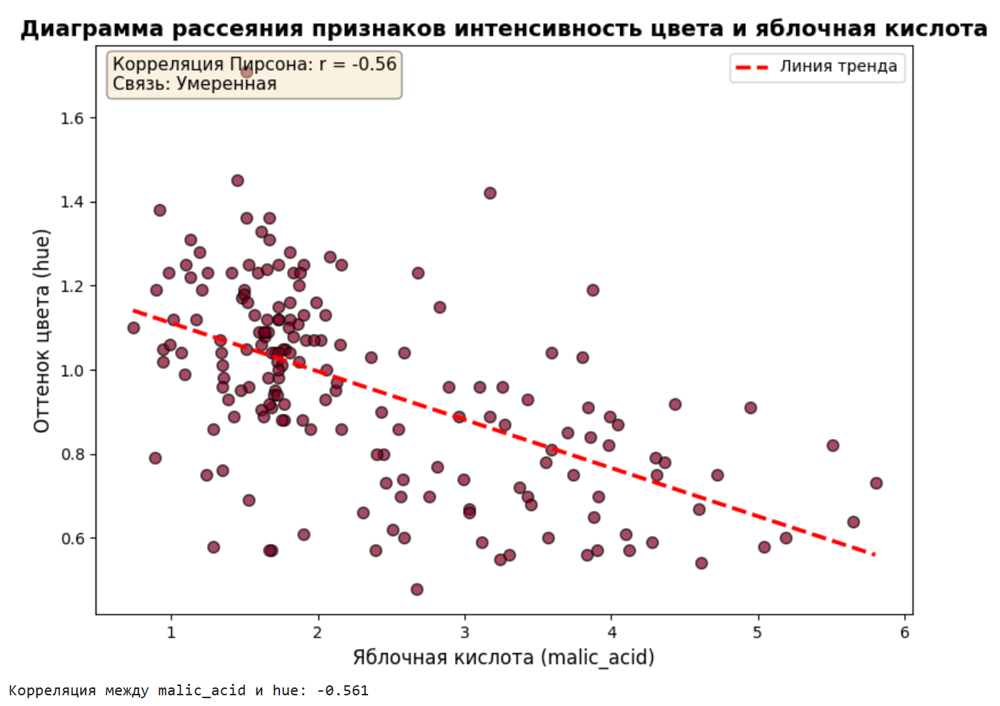 Диаграмма рассеяния признаков интенсивность цвета и яблочная кислота
Корреляция Пирсона: r = -0.56
Связь: Умеренная
Линия тренда
1.6
1.4
1.2
1.0
0.8
0.6
Оттенок цвета (hue)
1 2 3 4 5 6
Яблочная кислота (malic_acid)
Корреляция между malic_acid и hue: -0.561